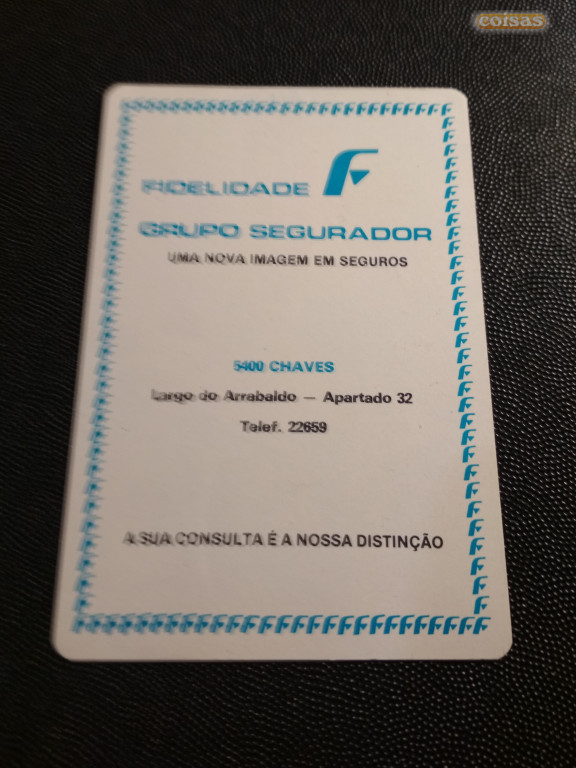 coisas
FIDELIDADE F
GRUPO SEGURADOR
UMA NOVA IMAGEM EM SEGUROS
5400 CHAVES
Largo do Arrabaldo — Apartado 32
Telef. 22659
A SUA CONSULTA É A NOSSA DISTINÇÃO